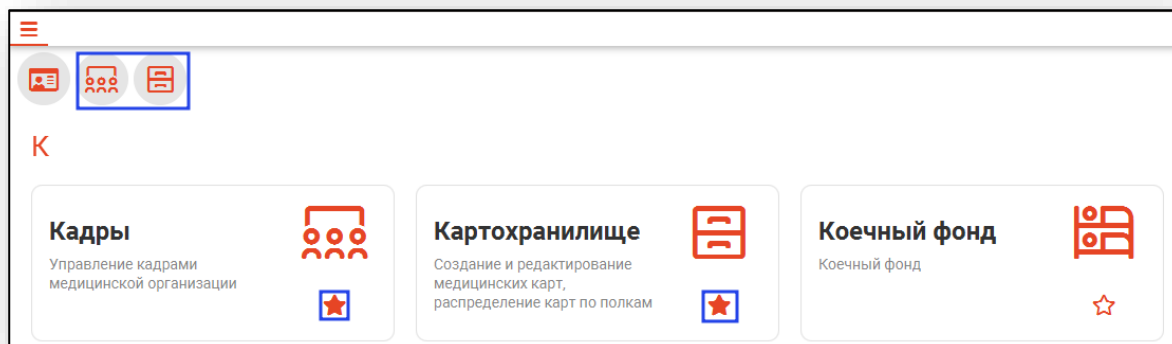 К
Кадры
Управление кадрами
медицинской организации
Картохранилище
Создание и редактирование
медицинских карт,
распределение карт по полкам
Коечный фонд
Коечный фонд